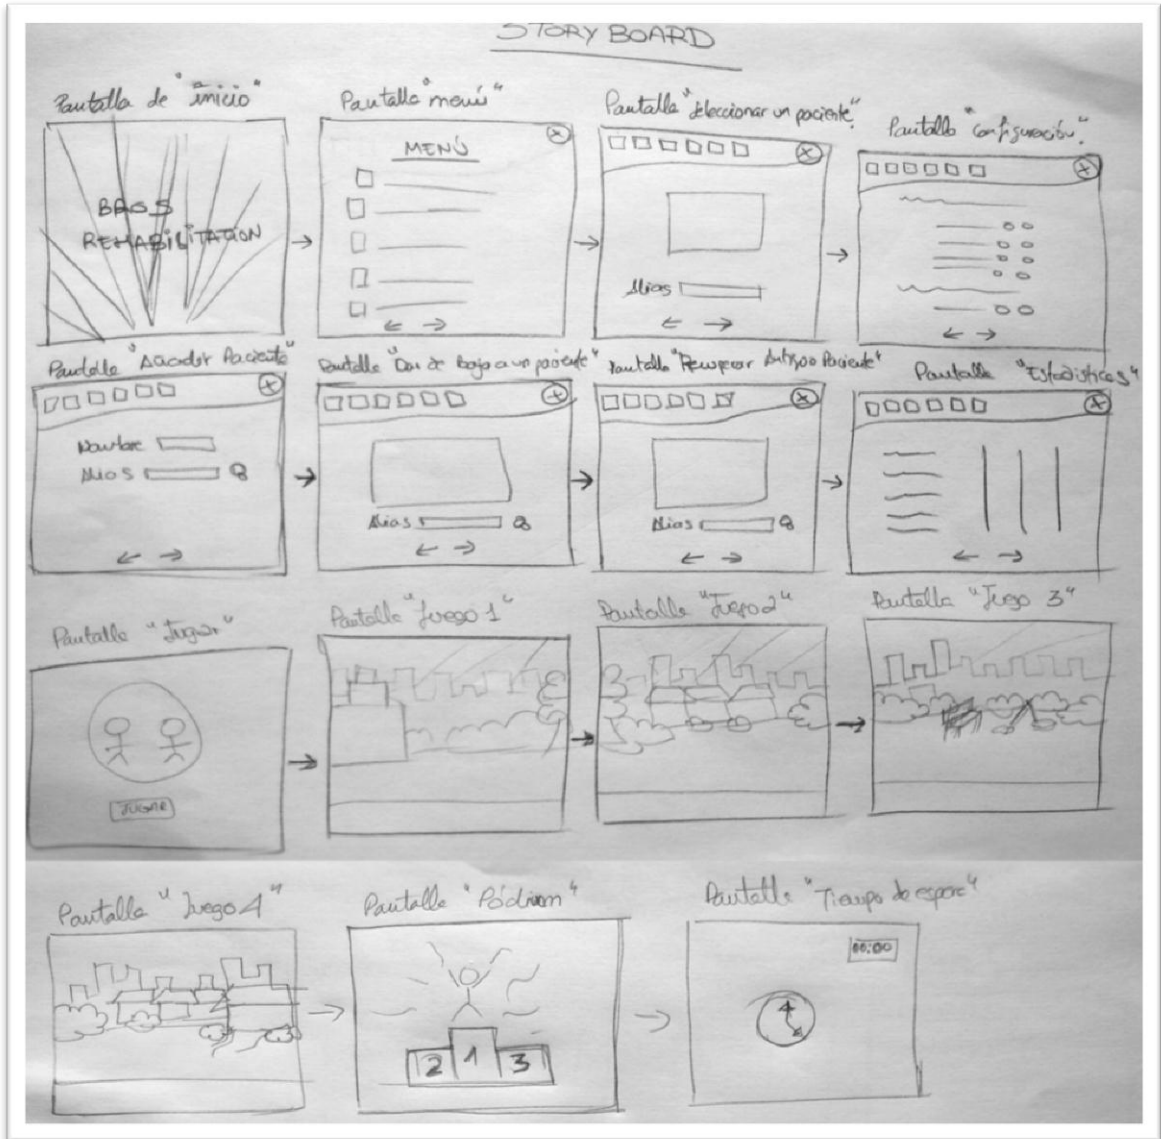 STORY BOARD
Pantalla de "inicio"
BAGS
REHABILITATION
Pantalla "menú"
MENÚ
Pantalla "seleccionar un paciente"
Alias
Pantalla "configuración"
Pantalla Paciente"
Nombre
Alias
Pantalla "Dar de baja a un paciente"
Alias
Pantalla "Recuperar Antiguo Paciente"
Alias
Pantalla "Estadísticas"
Pantalla "Jugar"
JUGAR
Pantalla "Juego 1"
Pantalla "Juego 2"
Pantalla "Juego 3"
Pantalla "Juego 4"
Pantalla "Pódium"
2 1 3
Pantalla "Tiempo de espera"
00:00